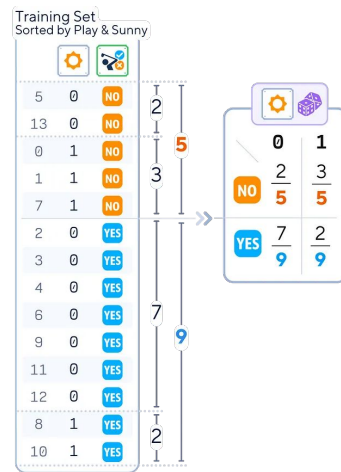 Training Set
Sorted by Play & Sunny
5 0 NO
13 0 NO
2
0 1 NO
1 1 NO
7 1 NO
3
5
2 0 YES
3 0 YES
4 0 YES
6 0 YES
9 0 YES
11 0 YES
12 0 YES
7
8 1 YES
10 1 YES
2
9
0 1
NO 2/5 3/5
YES 7/9 2/9